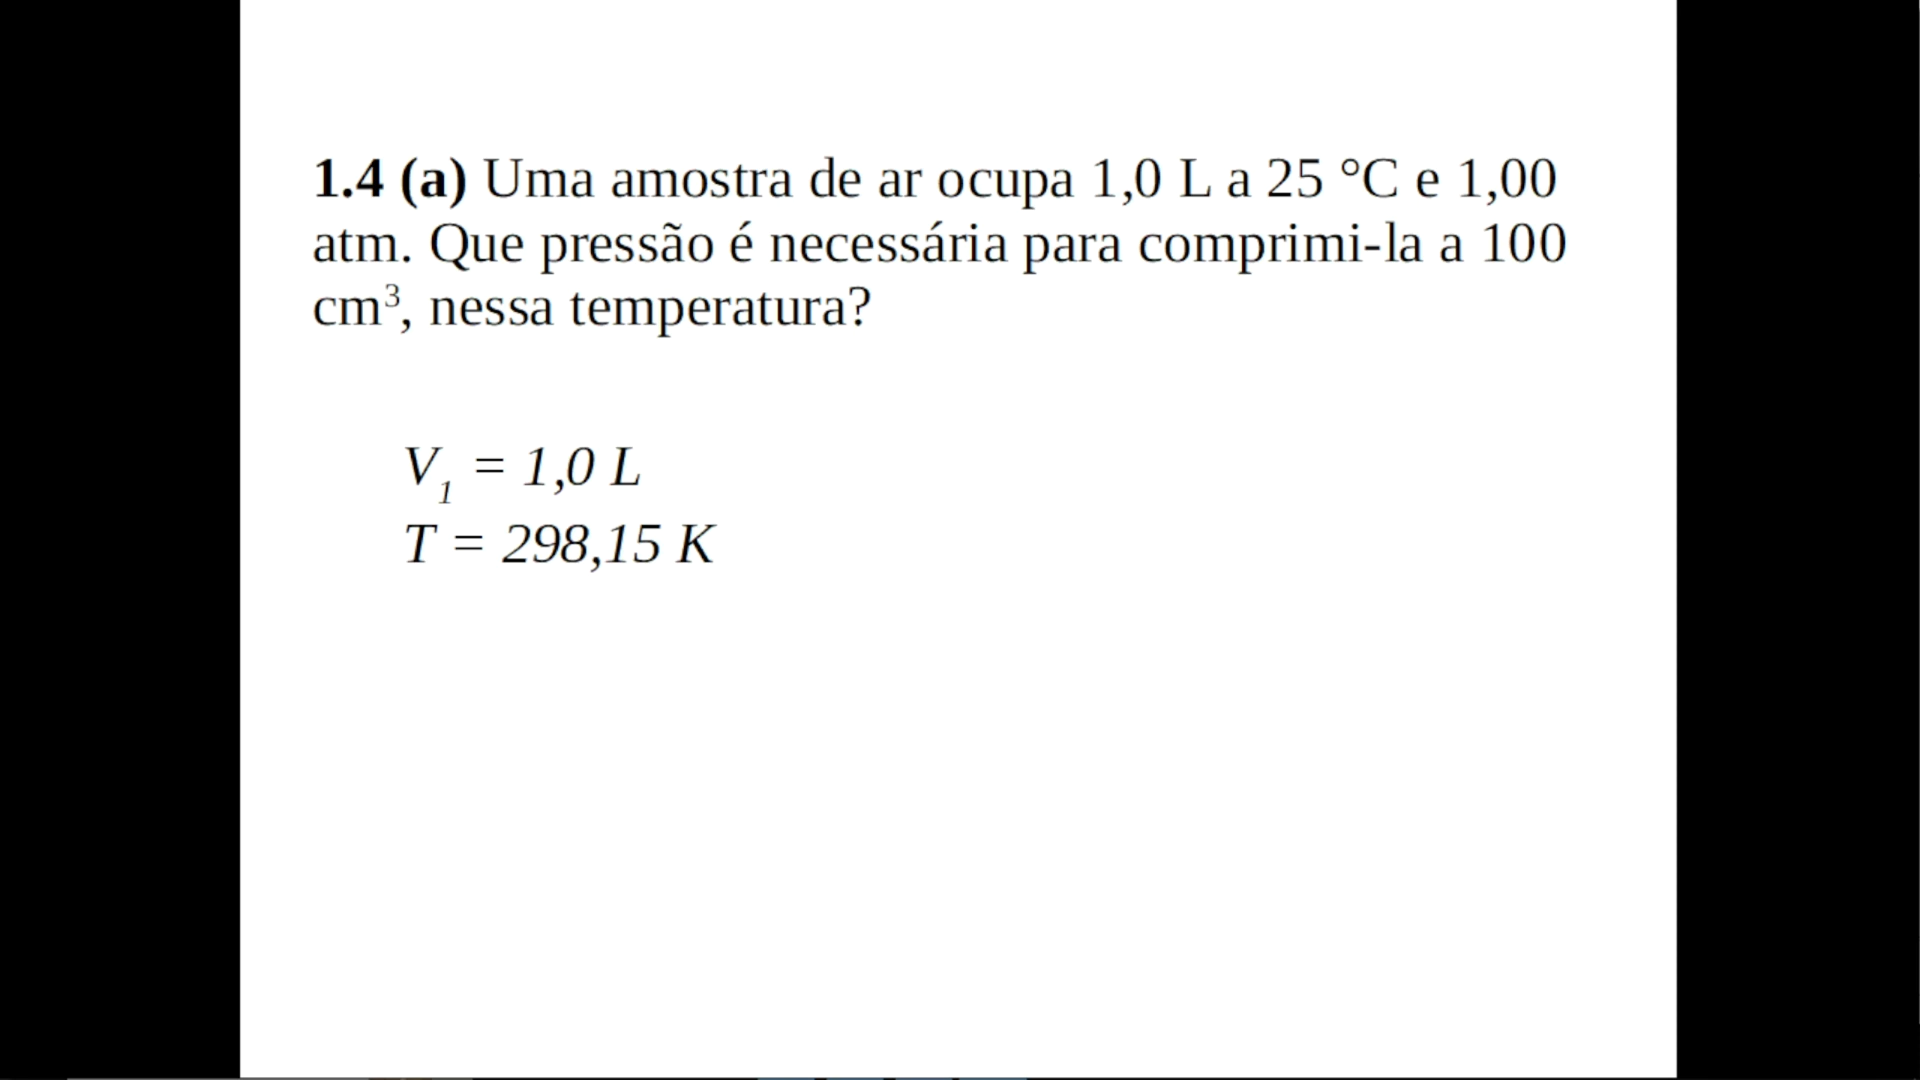 1.4 (a) Uma amostra de ar ocupa 1,0 L a 25 °C e 1,00
atm. Que pressão é necessária para comprimi-la a 100
cm³, nessa temperatura?
V₁ = 1,0 L
T = 298,15 K